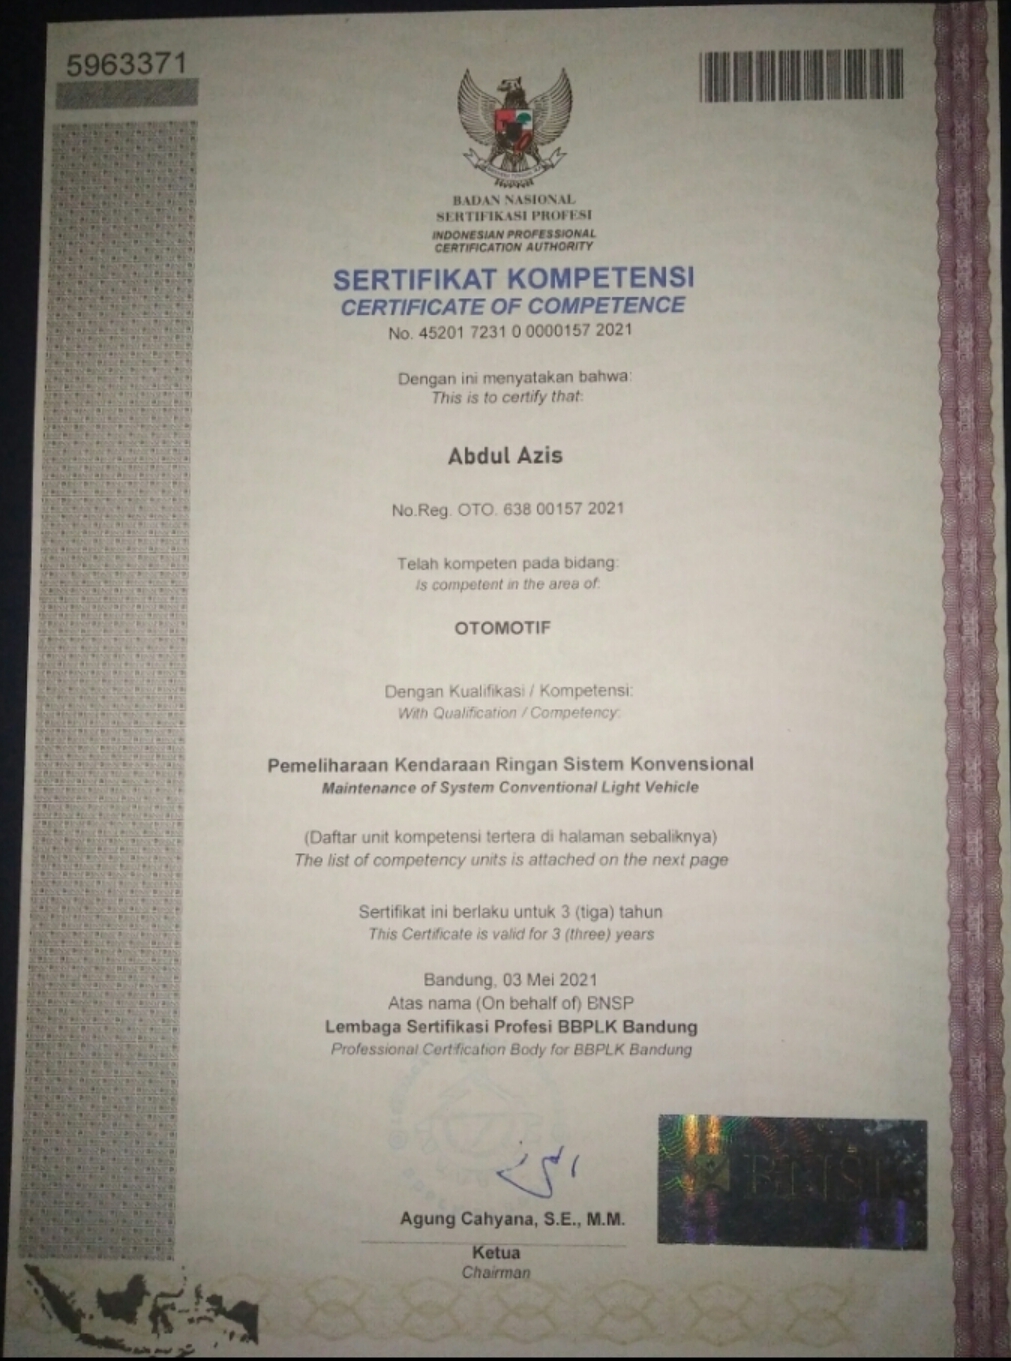 5963371
BADAN NASIONAL
SERTIFIKASI PROFESI
INDONESIAN PROFESSIONAL
CERTIFICATION AUTHORITY
SERTIFIKAT KOMPETENSI
CERTIFICATE OF COMPETENCE
No. 45201 7231 0 0000157 2021
Dengan ini menyatakan bahwa:
This is to certify that:
Abdul Azis
No.Reg. OTO. 638 00157 2021
Telah kompeten pada bidang:
Is competent in the area of:
OTOMOTIF
Dengan Kualifikasi / Kompetensi:
With Qualification / Competency:
Pemeliharaan Kendaraan Ringan Sistem Konvensional
Maintenance of System Conventional Light Vehicle
(Daftar unit kompetensi tertera di halaman sebaliknya)
The list of competency units is attached on the next page
Sertifikat ini berlaku untuk 3 (tiga) tahun
This Certificate is valid for 3 (three) years
Bandung, 03 Mei 2021
Atas nama (On behalf of) BNSP
Lembaga Sertifikasi Profesi BBPLK Bandung
Professional Certification Body for BBPLK Bandung
Agung Cahyana, S.E., M.M.
Ketua
Chairman